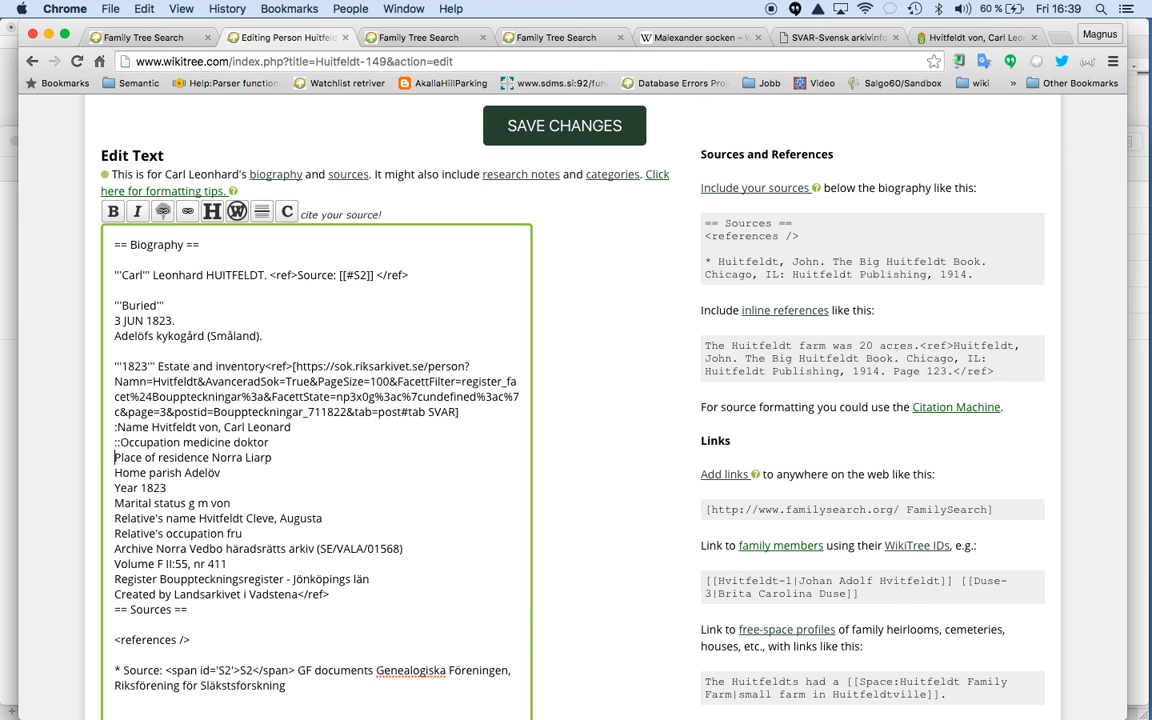 Chrome File Edit View History Bookmarks People Window Help 60 % Fri 16:39
Family Tree Search Editing Person Huitfeld Family Tree Search Family Tree Search Malexander socken – SVAR-Svensk arkivinfo Hvitfeldt von, Carl Leo Magnus
www.wikitree.com/index.php?title=Huitfeldt-149&action=edit
Bookmarks Semantic Help:Parser function Watchlist retriver AkallaHillParking www.sdms.si:92/fun Database Errors Proj Jobb Video Salgo60/Sandbox wiki » Other Bookmarks
SAVE CHANGES
Edit Text
This is for Carl Leonhard's biography and sources. It might also include research notes and categories. Click
here for formatting tips.
B I H W C cite your source!
== Biography ==
'''Carl''' Leonhard HUITFELDT. <ref>Source: [[#S2]] </ref>
'''Buried'''
3 JUN 1823.
Adelöfs kykogård (Småland).
'''1823''' Estate and inventory<ref>[https://sok.riksarkivet.se/person?
Namn=Hvitfeldt&AvanceradSok=True&PageSize=100&FacettFilter=register_fa
cet%24Bouppteckningar%3a&FacettState=np3x0g%3ac%7cundefined%3ac%7
c&page=3&postid=Bouppteckningar_711822&tab=post#tab SVAR]
:Name Hvitfeldt von, Carl Leonard
::Occupation medicine doktor
Place of residence Norra Liarp
Home parish Adelöv
Year 1823
Marital status g m von
Relative's name Hvitfeldt Cleve, Augusta
Relative's occupation fru
Archive Norra Vedbo häradsrätts arkiv (SE/VALA/01568)
Volume F II:55, nr 411
Register Bouppteckningsregister - Jönköpings län
Created by Landsarkivet i Vadstena</ref>
== Sources ==
<references />
* Source: <span id='S2'>S2</span> GF documents Genealogiska Föreningen,
Riksförening för Släkstsforskning
Sources and References
Include your sources below the biography like this:
== Sources ==
<references />
* Huitfeldt, John. The Big Huitfeldt Book.
Chicago, IL: Huitfeldt Publishing, 1914.
Include inline references like this:
The Huitfeldt farm was 20 acres.<ref>Huitfeldt,
John. The Big Huitfeldt Book. Chicago, IL:
Huitfeldt Publishing, 1914. Page 123.</ref>
For source formatting you could use the Citation Machine.
Links
Add links to anywhere on the web like this:
[http://www.familysearch.org/ FamilySearch]
Link to family members using their WikiTree IDs, e.g.:
[[Hvitfeldt-1|Johan Adolf Hvitfeldt]] [[Duse-
3|Brita Carolina Duse]]
Link to free-space profiles of family heirlooms, cemeteries,
houses, etc., with links like this:
The Huitfeldts had a [[Space:Huitfeldt Family
Farm|small farm in Huitfeldtville]].